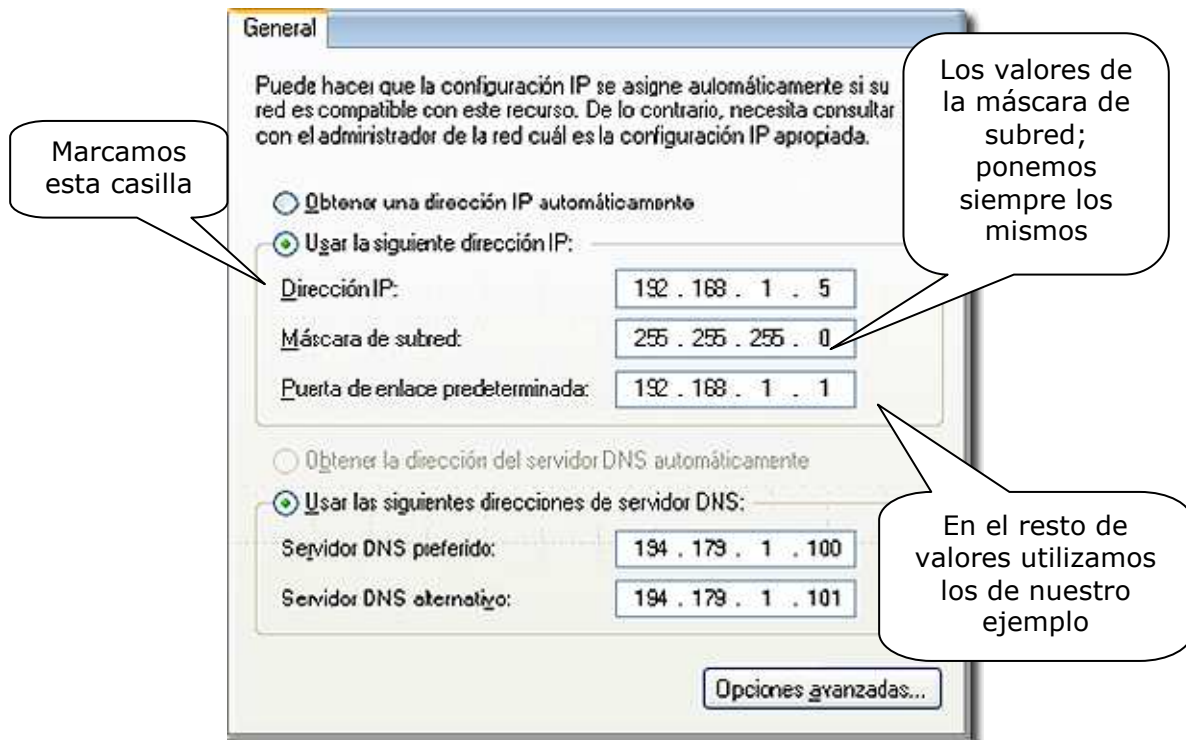 General
Puede hacer que la configuración IP se asigne automáticamente si su
red es compatible con este recurso. De lo contrario, necesita consultar
con el administrador de la red cuál es la configuración IP apropiada.
Los valores de
la máscara de
subred;
ponemos
siempre los
mismos
Marcamos
esta casilla
Obtener una dirección IP automáticamente
Usar la siguiente dirección IP:
Dirección IP: 192 . 168 . 1 . 5
Máscara de subred: 255 . 255 . 255 . 0
Puerta de enlace predeterminada: 192 . 168 . 1 . 1
Obtener la dirección del servidor DNS automáticamente
Usar las siguientes direcciones de servidor DNS:
Servidor DNS preferido: 194 . 179 . 1 . 100
Servidor DNS alternativo: 194 . 179 . 1 . 101
En el resto de
valores utilizamos
los de nuestro
ejemplo
Opciones avanzadas...